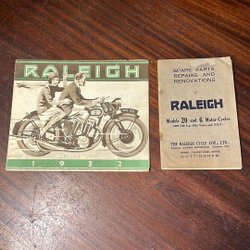 RALEIGH
1932
SPARE PARTS
REPAIRS AND
RENOVATIONS
RALEIGH
Models 20 and 6 Motor-Cycles
THE RALEIGH CYCLE CO., LTD.
NOTTINGHAM